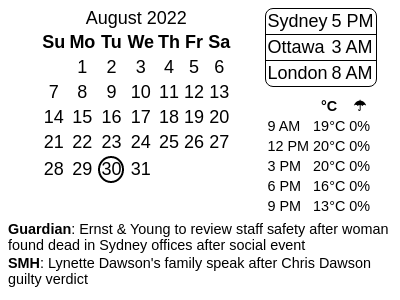 August 2022
Su Mo Tu We Th Fr Sa
1 2 3 4 5 6
7 8 9 10 11 12 13
14 15 16 17 18 19 20
21 22 23 24 25 26 27
28 29 30 31
Sydney 5 PM
Ottawa 3 AM
London 8 AM
°C ☂
9 AM 19°C 0%
12 PM 20°C 0%
3 PM 20°C 0%
6 PM 16°C 0%
9 PM 13°C 0%
Guardian: Ernst & Young to review staff safety after woman
found dead in Sydney offices after social event
SMH: Lynette Dawson's family speak after Chris Dawson
guilty verdict